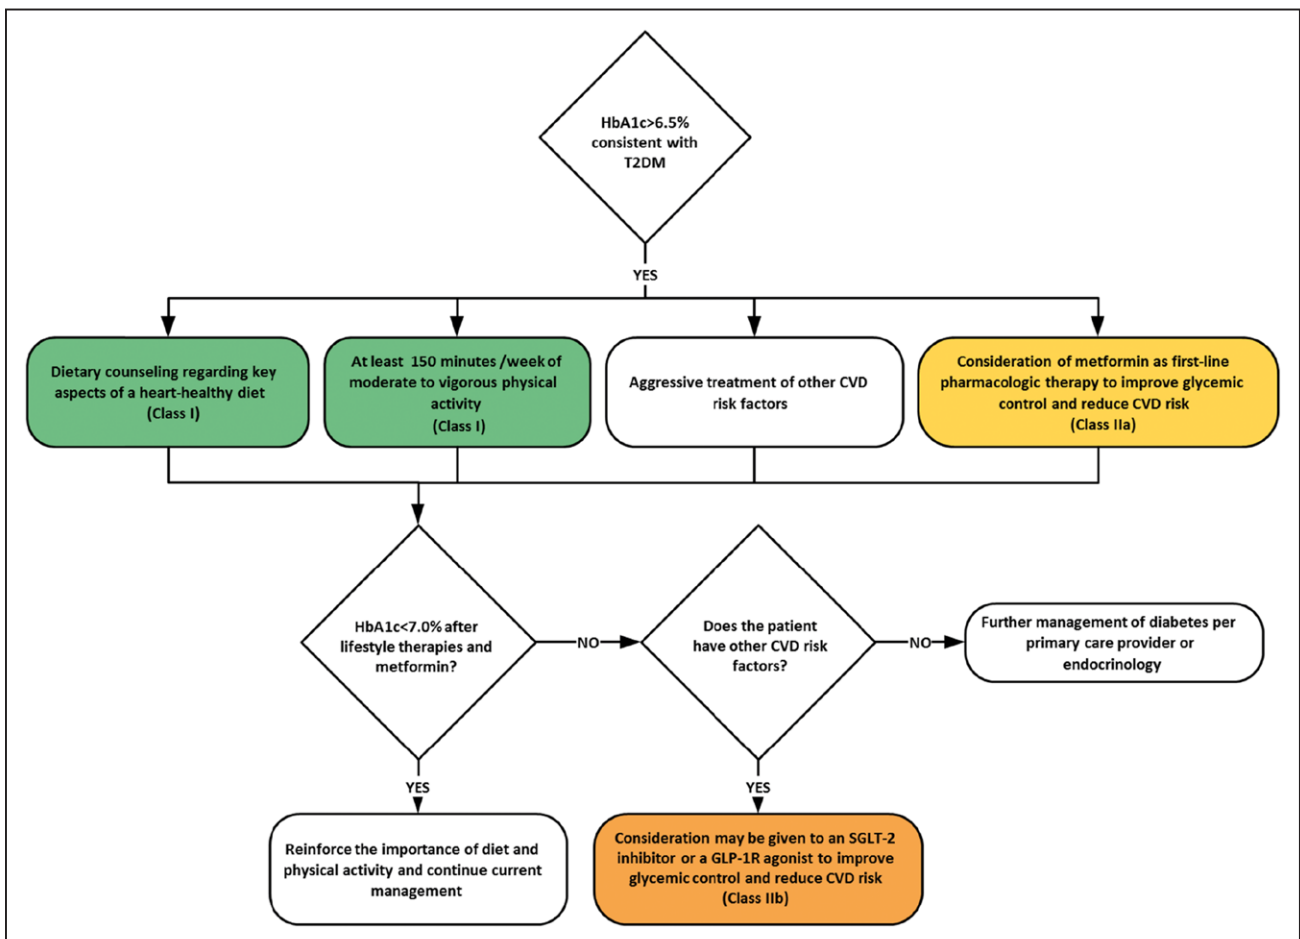 HbA1c>6.5%
consistent with
T2DM
YES
Dietary counseling regarding key
aspects of a heart-healthy diet
(Class I)
At least 150 minutes /week of
moderate to vigorous physical
activity
(Class I)
Aggressive treatment of other CVD
risk factors
Consideration of metformin as first-line
pharmacologic therapy to improve glycemic
control and reduce CVD risk
(Class IIa)
HbA1c<7.0% after
lifestyle therapies and
metformin?
NO
Does the patient
have other CVD risk
factors?
NO
Further management of diabetes per
primary care provider or
endocrinology
YES
YES
Reinforce the importance of diet and
physical activity and continue current
management
Consideration may be given to an SGLT-2
inhibitor or a GLP-1R agonist to improve
glycemic control and reduce CVD risk
(Class IIb)